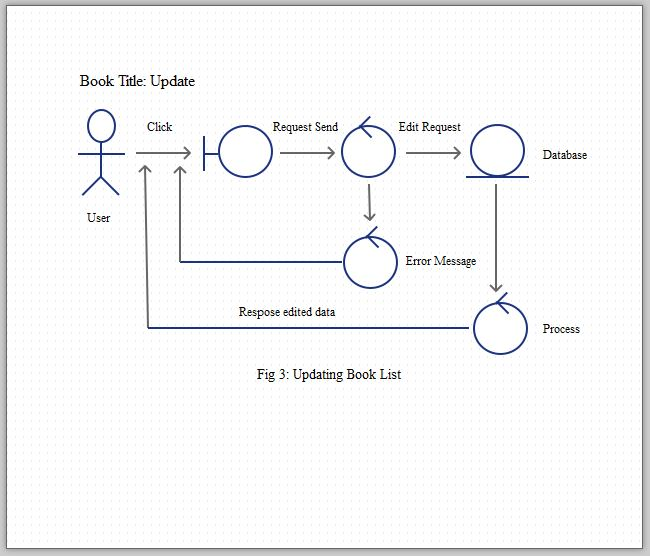 Book Title: Update
Click
Request Send
Edit Request
Database
User
Error Message
Respose edited data
Process
Fig 3: Updating Book List